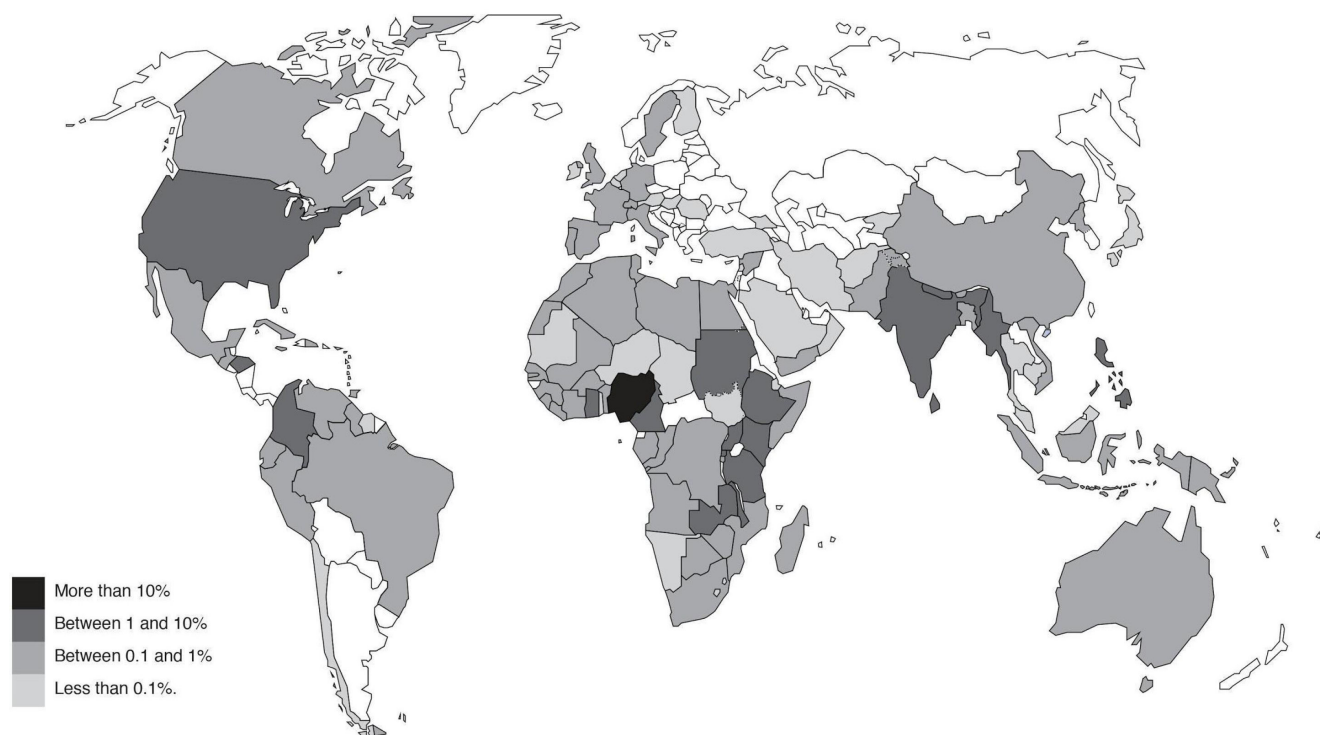 More than 10%
Between 1 and 10%
Between 0.1 and 1%
Less than 0.1%.